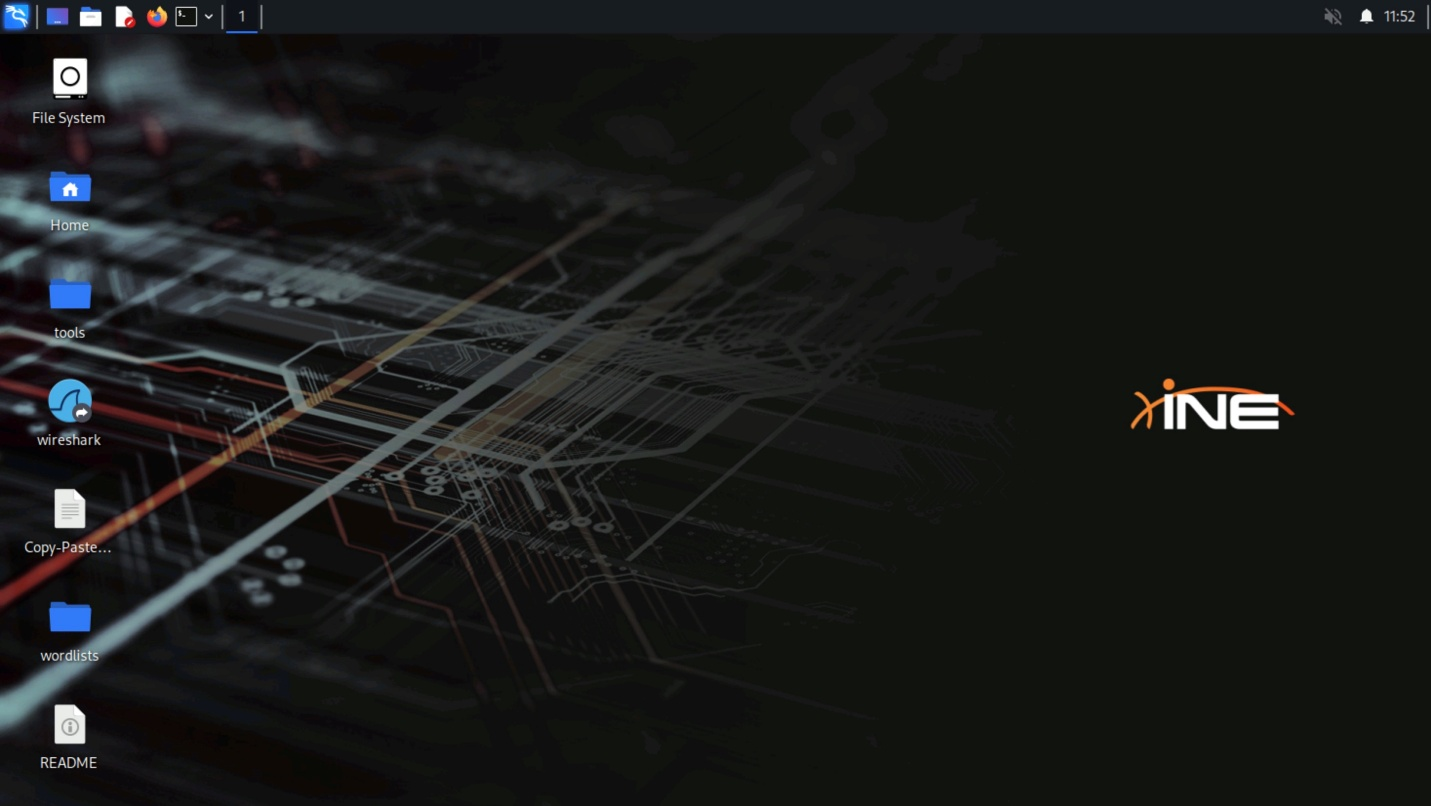 1
11:52
File System
Home
tools
wireshark
Copy-Paste...
wordlists
README
INE